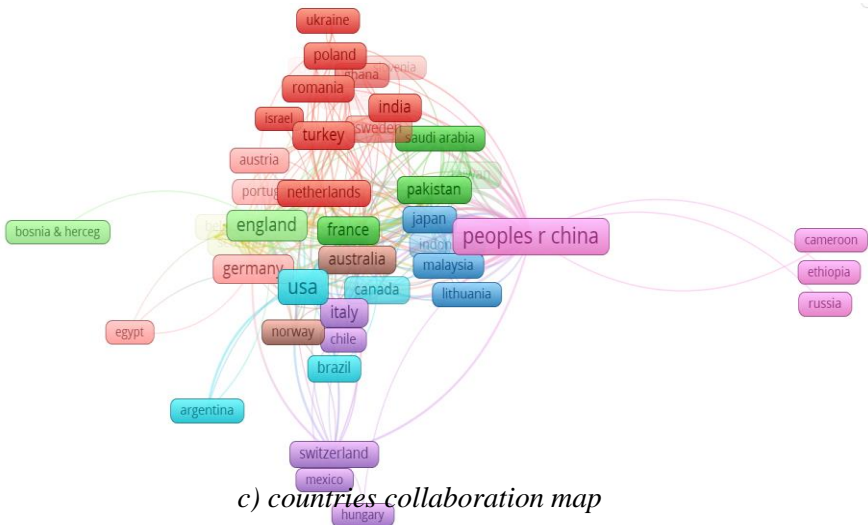 ukraine
poland
ghana
romania
india
israel
turkey
sweden
saudi arabia
austria
netherlands
pakistan
england
japan
bosnia & herceg
france
peoples r china
cameroon
australia
malaysia
germany
ethiopia
usa
canada
lithuania
russia
italy
egypt
norway
chile
brazil
argentina
switzerland
mexico
c) countries collaboration map
hungary